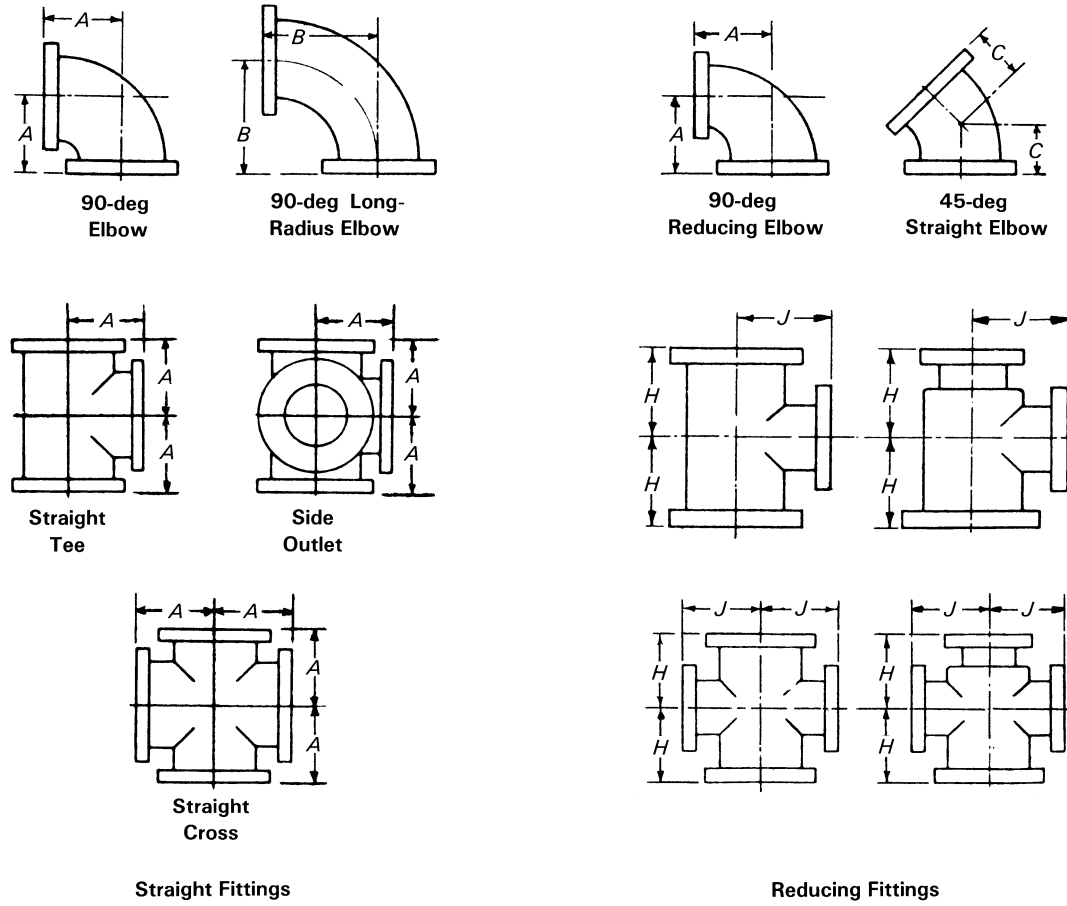 A
B
A
C
A
B
A
C
90-deg
Elbow
90-deg Long-
Radius Elbow
90-deg
Reducing Elbow
45-deg
Straight Elbow
A
A
J
J
A
A
H
H
A
A
H
H
Straight
Tee
Side
Outlet
A
A
J
J
J
J
A
H
H
A
H
H
Straight
Cross
Straight Fittings
Reducing Fittings